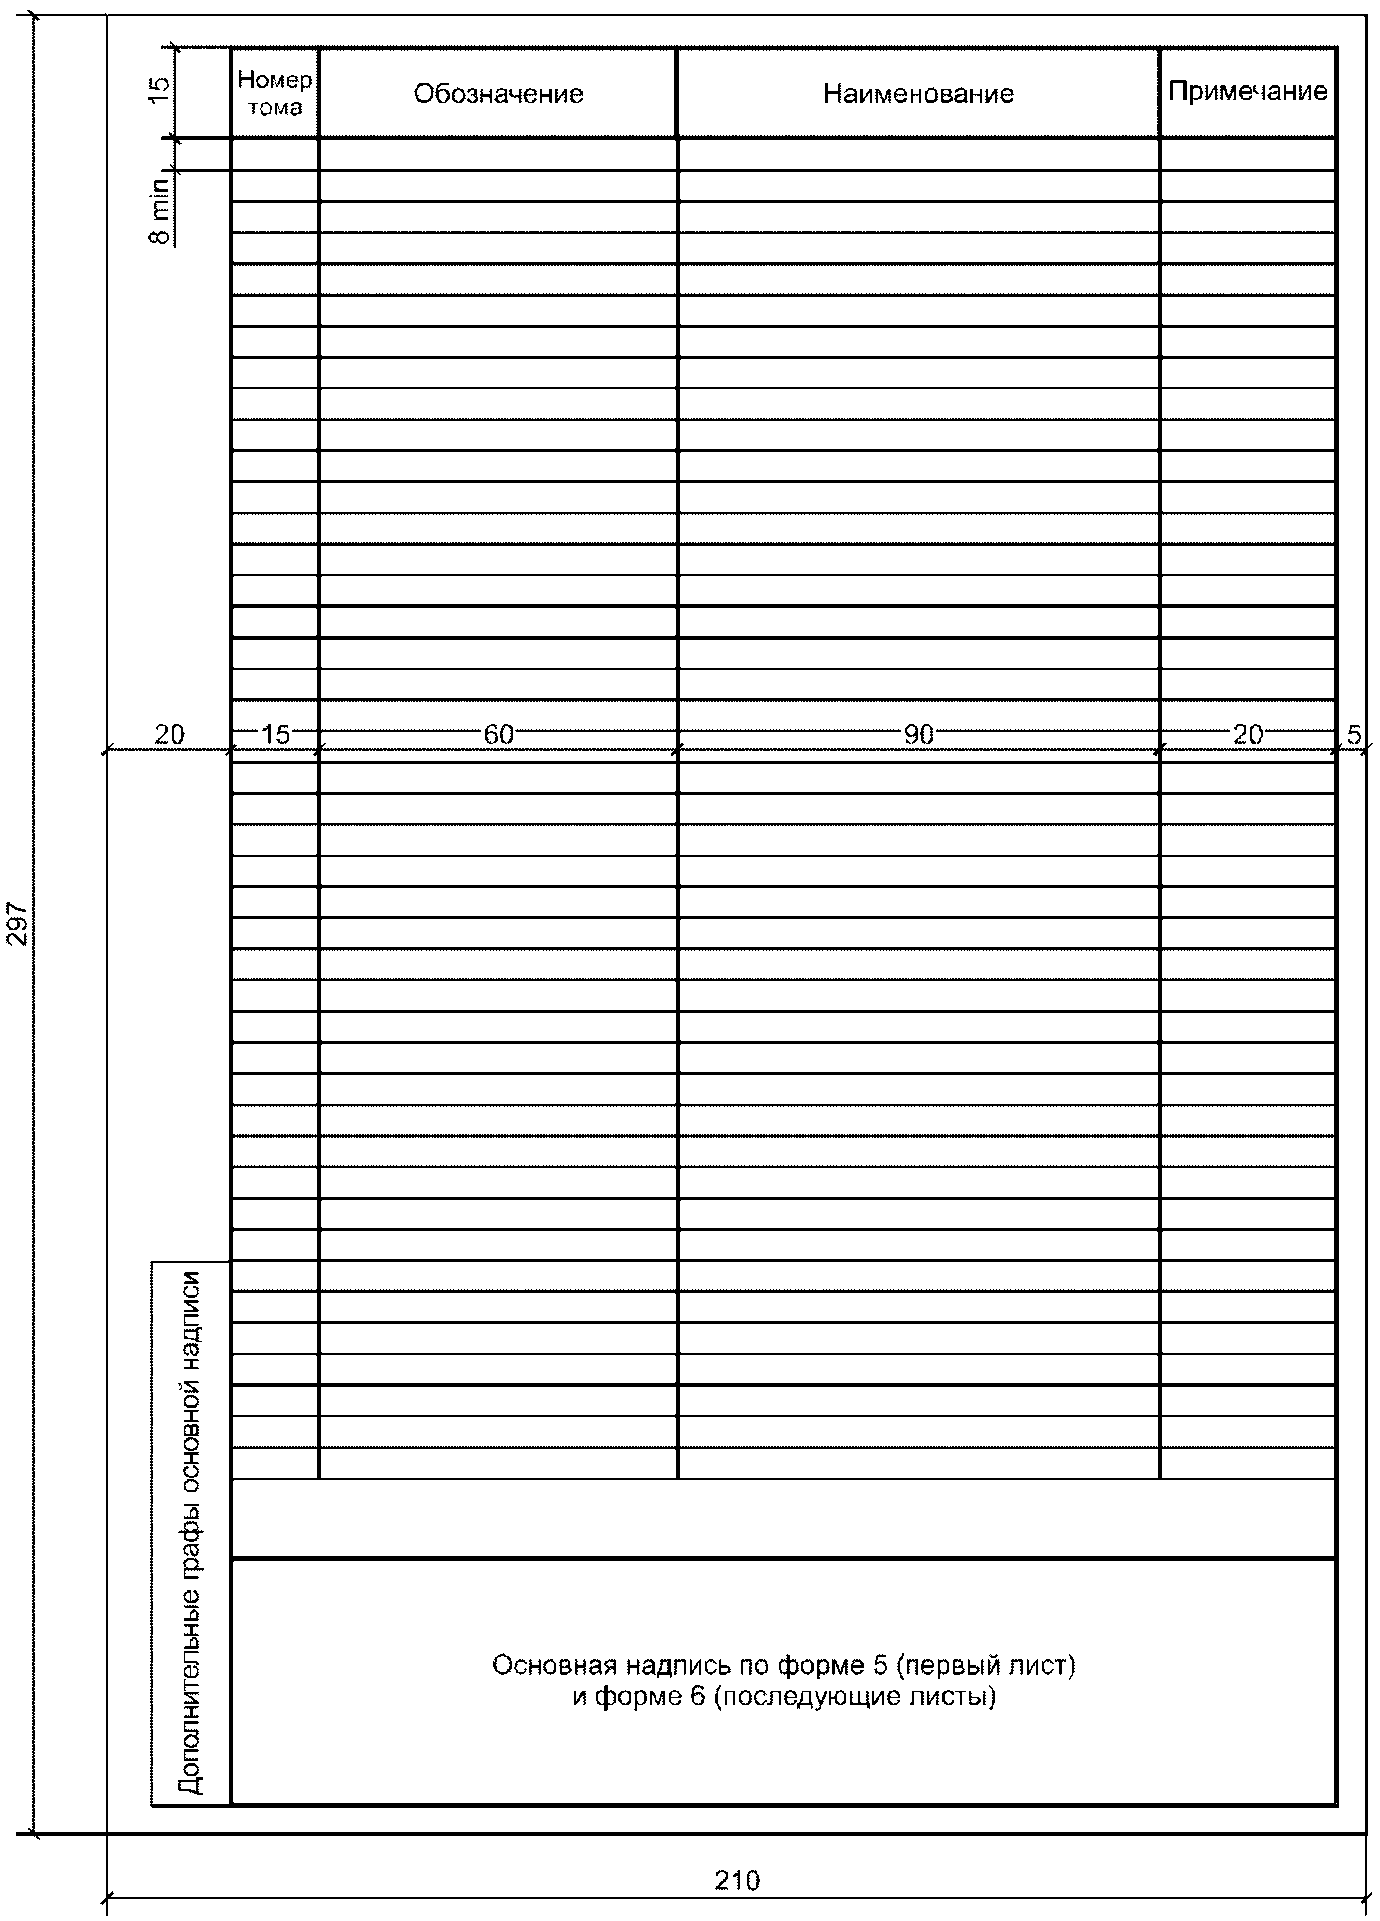 15
Номер
тома
Обозначение
Наименование
Примечание
8 min
20
15
60
90
20
5
297
Дополнительные графы основной надписи
Основная надпись по форме 5 (первый лист)
и форме 6 (последующие листы)
210